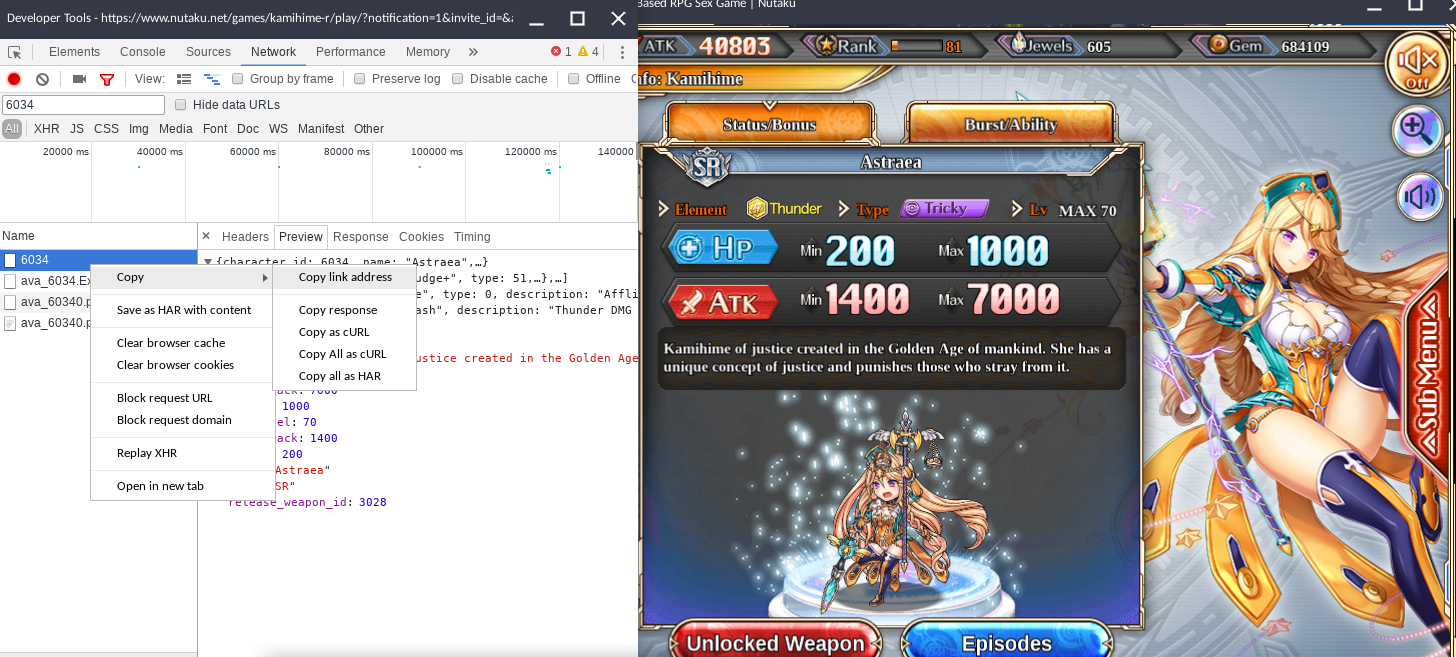 Developer Tools - https://www.nutaku.net/games/kamihime-r/play/?notification=1&invite_id=&
Elements Console Sources Network Performance Memory » 1 4
View: Group by frame Preserve log Disable cache Offline
6034 Hide data URLs
All XHR JS CSS Img Media Font Doc WS Manifest Other
20000 ms 40000 ms 60000 ms 80000 ms 100000 ms 120000 ms 140000
Name
× Headers Preview Response Cookies Timing
6034
ava_6034.Ex
ava_60340.p
ava_60340.p
▼{character_id: 6034, name: "Astraea",…}
udge+", type: 51,…},…]
e", type: 0, description: "Affli
ash", description: "Thunder DMG
ustice created in the Golden Age
1000
el: 70
ack: 1400
200
Astraea"
SR"
release_weapon_id: 3028
Copy
Save as HAR with content
Clear browser cache
Clear browser cookies
Block request URL
Block request domain
Replay XHR
Open in new tab
Copy link address
Copy response
Copy as cURL
Copy All as cURL
Copy all as HAR
Based RPG Sex Game | Nutaku
ATK 40803 Rank 81 Jewels 605 Gem 684109
Off
nfo: Kamihime
Status/Bonus Burst/Ability
SR Astraea
Element Thunder Type Tricky Lv MAX 70
HP Min 200 Max 1000
ATK Min 1400 Max 7000
Kamihime of justice created in the Golden Age of mankind. She has a
unique concept of justice and punishes those who stray from it.
SubMenu
Unlocked Weapon Episodes